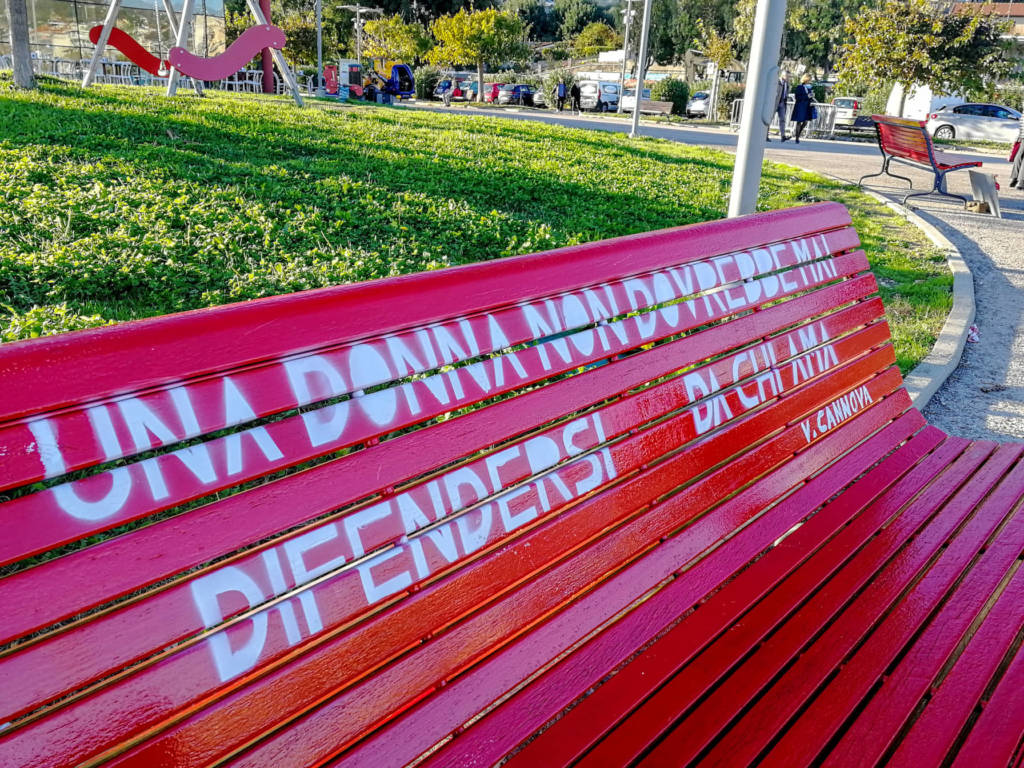 UNA DONNA NON DOVREBBE MAI
DIFENDERSI DA CHI AMA
V. CANNOVA